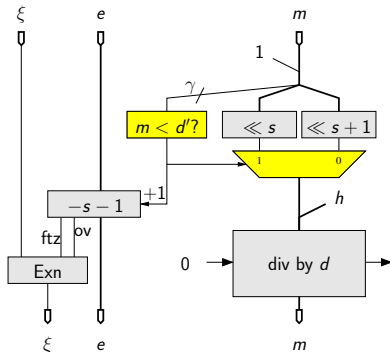 ξ e m
1
γ
m < d′? ≪ s ≪ s + 1
1 0
+1
−s − 1
h
ftz ov
0 div by d
Exn
ξ e m